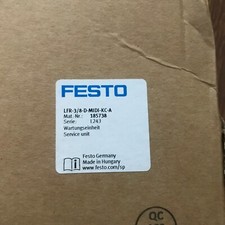 FESTO
LFR-3/8-D-MIDI-KC-A
Mat.-Nr.: 185738
Serie: L243
Wartungseinheit
Service unit
Festo Germany
Made in Hungary
www.festo.com/sp
QC